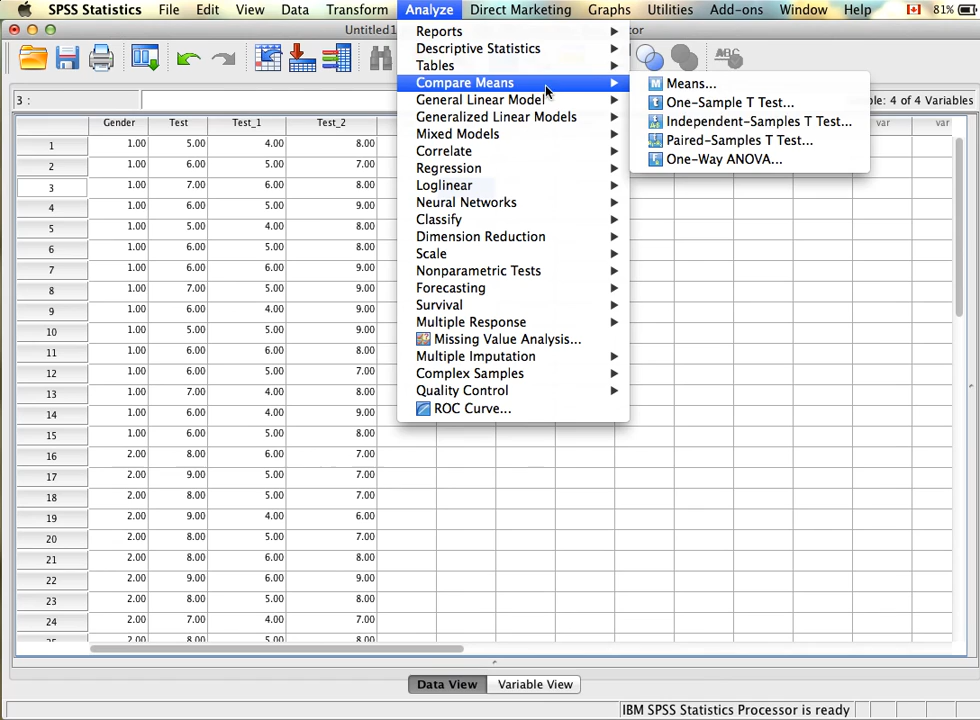 SPSS Statistics File Edit View Data Transform Analyze Direct Marketing Graphs Utilities Add-ons Window Help 81%
Untitled1
or
ABC
3 :
ble: 4 of 4 Variables
Gender Test Test_1 Test_2 var var
1 1.00 5.00 4.00 8.00
2 1.00 6.00 5.00 7.00
3 1.00 7.00 6.00 8.00
4 1.00 6.00 5.00 9.00
5 1.00 5.00 4.00 8.00
6 1.00 6.00 5.00 8.00
7 1.00 6.00 6.00 9.00
8 1.00 7.00 5.00 9.00
9 1.00 6.00 4.00 9.00
10 1.00 5.00 5.00 9.00
11 1.00 6.00 6.00 8.00
12 1.00 6.00 5.00 7.00
13 1.00 7.00 4.00 8.00
14 1.00 6.00 4.00 9.00
15 1.00 6.00 5.00 8.00
16 2.00 8.00 6.00 7.00
17 2.00 9.00 5.00 7.00
18 2.00 8.00 5.00 7.00
19 2.00 9.00 4.00 6.00
20 2.00 8.00 5.00 7.00
21 2.00 8.00 6.00 8.00
22 2.00 9.00 6.00 9.00
23 2.00 8.00 5.00 8.00
24 2.00 7.00 4.00 7.00
2.00 8.00 5.00 8.00
Reports
Descriptive Statistics
Tables
Compare Means
General Linear Model
Generalized Linear Models
Mixed Models
Correlate
Regression
Loglinear
Neural Networks
Classify
Dimension Reduction
Scale
Nonparametric Tests
Forecasting
Survival
Multiple Response
Missing Value Analysis...
Multiple Imputation
Complex Samples
Quality Control
ROC Curve...
Means...
One-Sample T Test...
Independent-Samples T Test...
Paired-Samples T Test...
One-Way ANOVA...
Data View Variable View
IBM SPSS Statistics Processor is ready